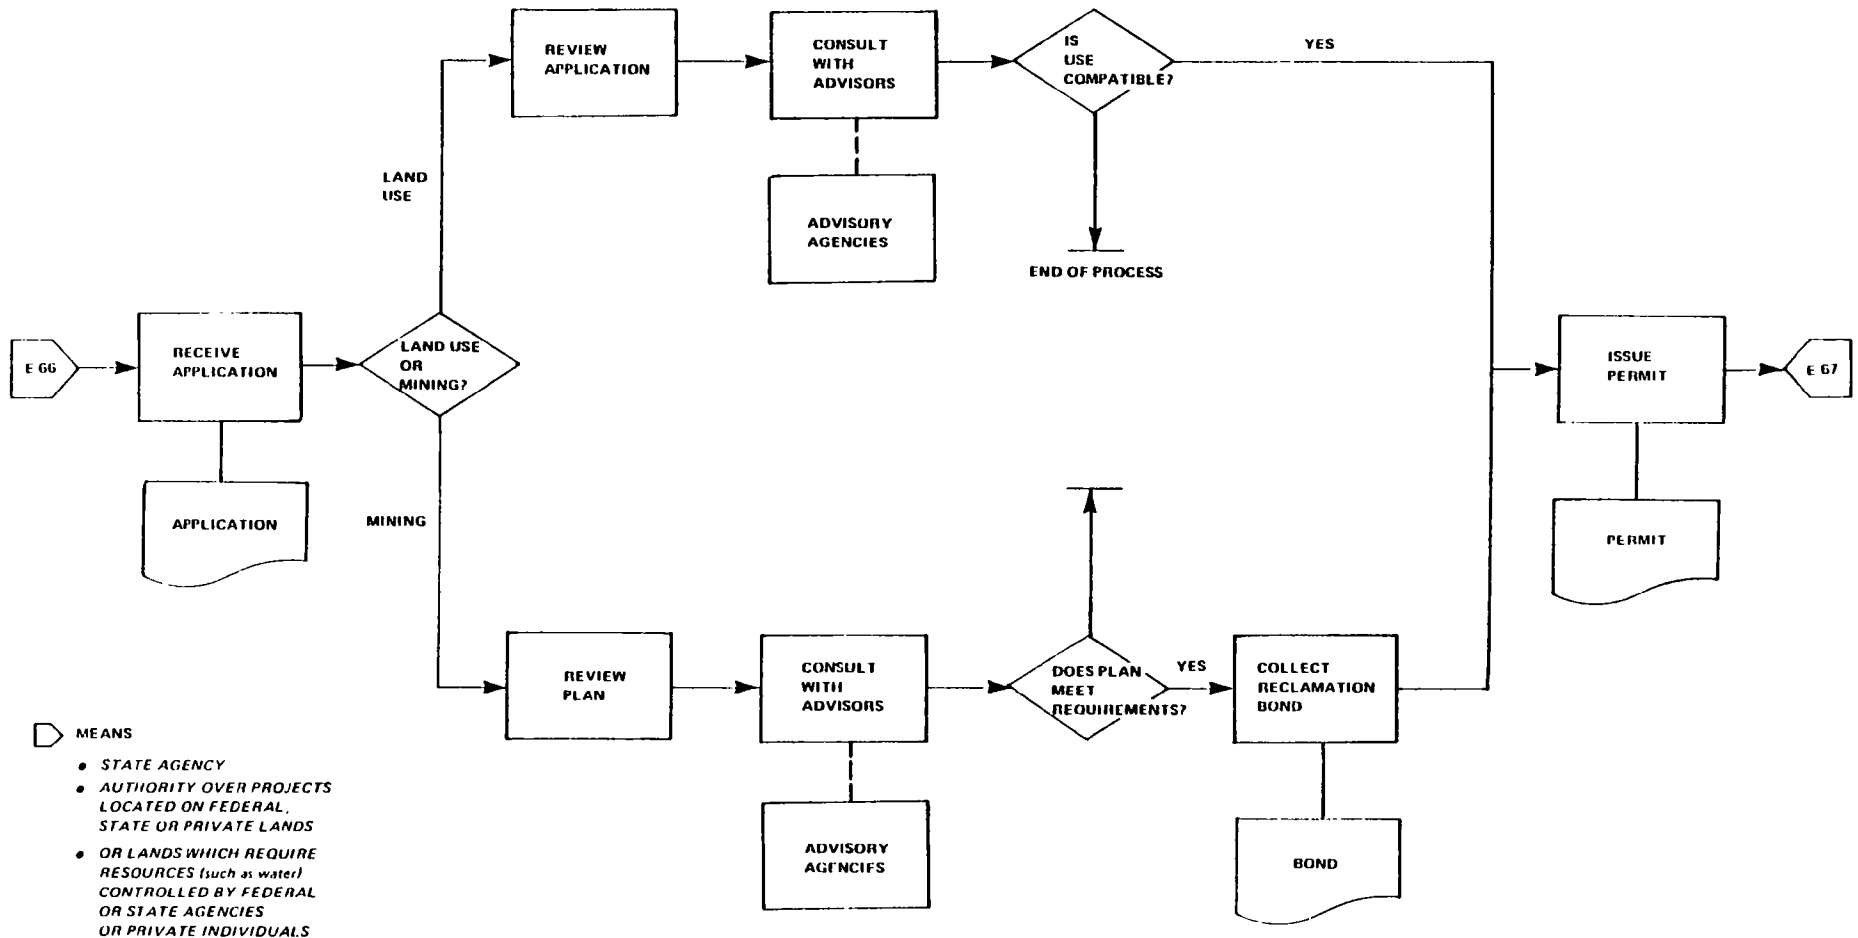 REVIEW
APPLICATION
CONSULT
WITH
ADVISORS
IS
USE
COMPATIBLE?
YES
LAND
USE
ADVISORY
AGENCIES
END OF PROCESS
E 66
RECEIVE
APPLICATION
LAND USE
OR
MINING?
ISSUE
PERMIT
E 67
APPLICATION
MINING
PERMIT
REVIEW
PLAN
CONSULT
WITH
ADVISORS
DOES PLAN
MEET
REQUIREMENTS?
YES
COLLECT
RECLAMATION
BOND
ADVISORY
AGENCIES
BOND
MEANS
• STATE AGENCY
• AUTHORITY OVER PROJECTS
LOCATED ON FEDERAL,
STATE OR PRIVATE LANDS
• OR LANDS WHICH REQUIRE
RESOURCES (such as water)
CONTROLLED BY FEDERAL
OR STATE AGENCIES
OR PRIVATE INDIVIDUALS